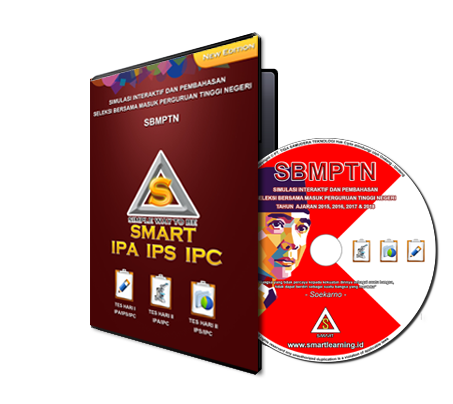 NEW EDITION
SIMULASI INTERAKTIF DAN PEMBAHASAN
SELEKSI BERSAMA MASUK PERGURUAN TINGGI NEGERI
SBMPTN
S
SIMPLE WAY TO BE
SMART
IPA IPS IPC
TES HARI I
IPA/IPS/IPC
TES HARI II
IPA/IPC
TES HARI II
IPS/IPC
SBMPTN
SIMULASI INTERAKTIF DAN PEMBAHASAN
SELEKSI BERSAMA MASUK PERGURUAN TINGGI NEGERI
TAHUN AJARAN 2015, 2016, 2017 & 2018
- Soekarno -
S
SMART
www.smartlearning.id